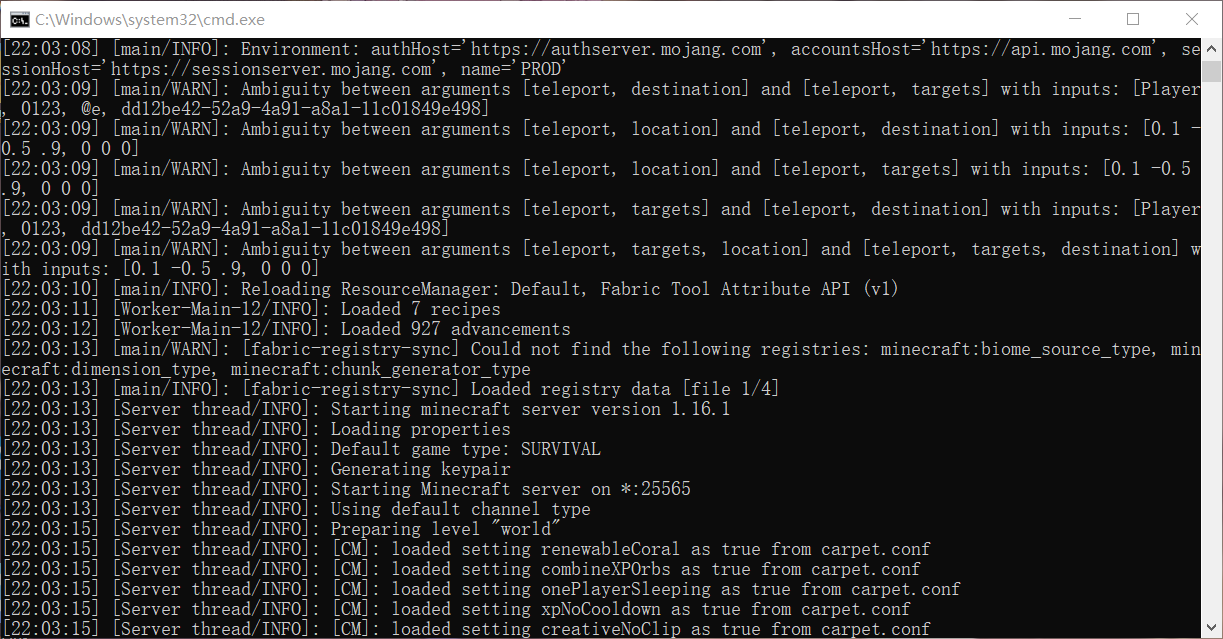 C:\Windows\system32\cmd.exe
[22:03:08] [main/INFO]: Environment: authHost='https://authserver.mojang.com', accountsHost='https://api.mojang.com', se
ssionHost='https://sessionserver.mojang.com', name='PROD'
[22:03:09] [main/WARN]: Ambiguity between arguments [teleport, destination] and [teleport, targets] with inputs: [Player
, 0123, @e, dd12be42-52a9-4a91-a8a1-11c01849e498]
[22:03:09] [main/WARN]: Ambiguity between arguments [teleport, location] and [teleport, destination] with inputs: [0.1 -
0.5 .9, 0 0 0]
[22:03:09] [main/WARN]: Ambiguity between arguments [teleport, location] and [teleport, targets] with inputs: [0.1 -0.5
.9, 0 0 0]
[22:03:09] [main/WARN]: Ambiguity between arguments [teleport, targets] and [teleport, destination] with inputs: [Player
, 0123, dd12be42-52a9-4a91-a8a1-11c01849e498]
[22:03:09] [main/WARN]: Ambiguity between arguments [teleport, targets, location] and [teleport, targets, destination] w
ith inputs: [0.1 -0.5 .9, 0 0 0]
[22:03:10] [main/INFO]: Reloading ResourceManager: Default, Fabric Tool Attribute API (v1)
[22:03:11] [Worker-Main-12/INFO]: Loaded 7 recipes
[22:03:12] [Worker-Main-12/INFO]: Loaded 927 advancements
[22:03:13] [main/WARN]: [fabric-registry-sync] Could not find the following registries: minecraft:biome_source_type, min
ecraft:dimension_type, minecraft:chunk_generator_type
[22:03:13] [main/INFO]: [fabric-registry-sync] Loaded registry data [file 1/4]
[22:03:13] [Server thread/INFO]: Starting minecraft server version 1.16.1
[22:03:13] [Server thread/INFO]: Loading properties
[22:03:13] [Server thread/INFO]: Default game type: SURVIVAL
[22:03:13] [Server thread/INFO]: Generating keypair
[22:03:13] [Server thread/INFO]: Starting Minecraft server on *:25565
[22:03:13] [Server thread/INFO]: Using default channel type
[22:03:15] [Server thread/INFO]: Preparing level "world"
[22:03:15] [Server thread/INFO]: [CM]: loaded setting renewableCoral as true from carpet.conf
[22:03:15] [Server thread/INFO]: [CM]: loaded setting combineXPOrbs as true from carpet.conf
[22:03:15] [Server thread/INFO]: [CM]: loaded setting onePlayerSleeping as true from carpet.conf
[22:03:15] [Server thread/INFO]: [CM]: loaded setting xpNoCooldown as true from carpet.conf
[22:03:15] [Server thread/INFO]: [CM]: loaded setting creativeNoClip as true from carpet.conf